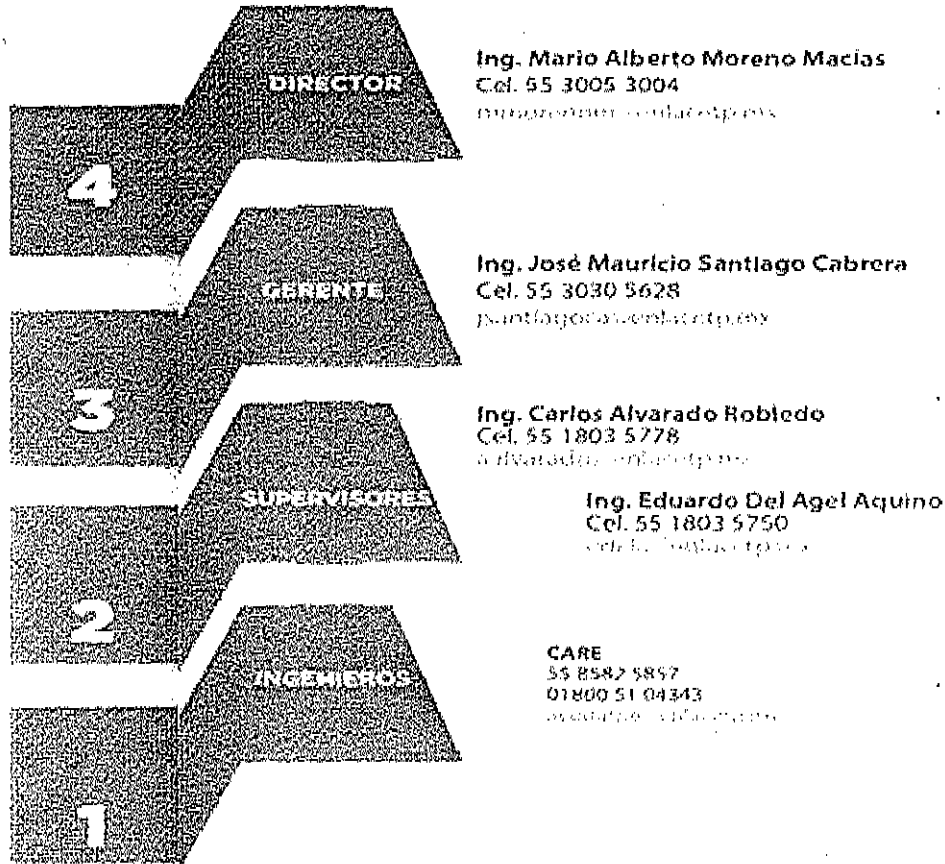 DIRECTOR
4
Ing. Mario Alberto Moreno Macias
Cel. 55 3005 3004
GERENTE
3
Ing. José Mauricio Santiago Cabrera
Cel. 55 3030 5628
SUPERVISORES
2
Ing. Carlos Alvarado Robledo
Cel. 55 1803 5778
Ing. Eduardo Del Agel Aquino
Cel. 55 1803 5750
INGENIEROS
1
CARE
55 8582 5857
01800 51 04343